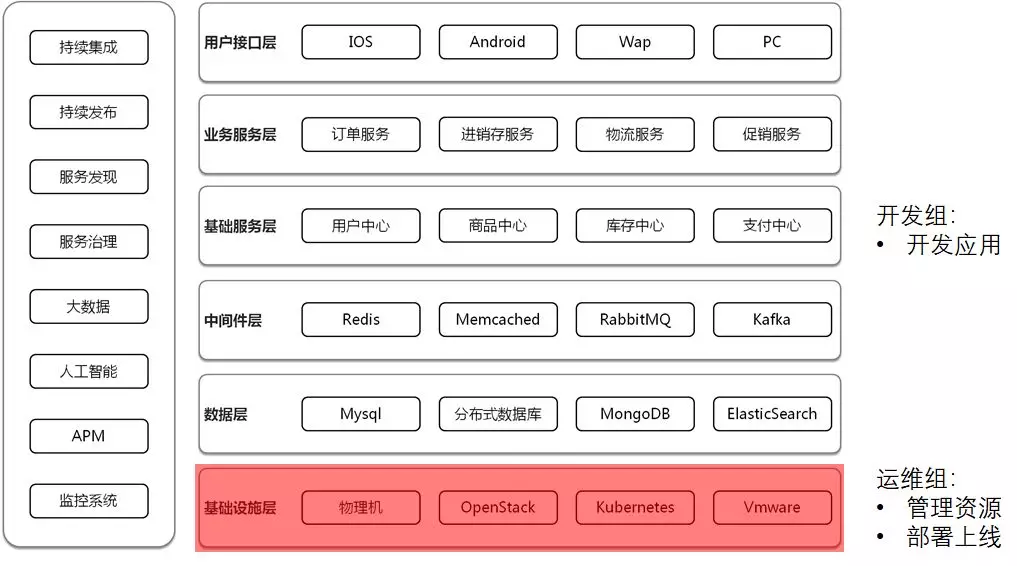 持续集成
持续发布
服务发现
服务治理
大数据
人工智能
APM
监控系统
用户接口层 IOS Android Wap PC
业务服务层 订单服务 进销存服务 物流服务 促销服务
基础服务层 用户中心 商品中心 库存中心 支付中心
中间件层 Redis Memcached RabbitMQ Kafka
数据层 Mysql 分布式数据库 MongoDB ElasticSearch
基础设施层 物理机 OpenStack Kubernetes Vmware
开发组：
• 开发应用
运维组：
• 管理资源
• 部署上线